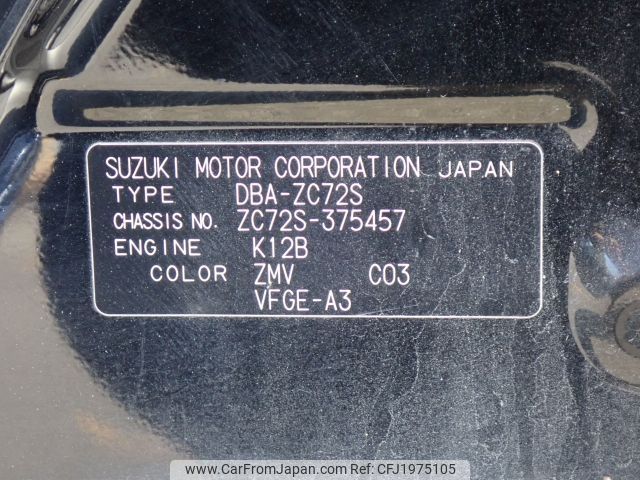 SUZUKI MOTOR CORPORATION JAPAN
TYPE DBA-ZC72S
CHASSIS NO. ZC72S-375457
ENGINE K12B
COLOR ZMV C03
VFGE-A3
www.CarFromJapan.com CarFromJapan CFJ1975105